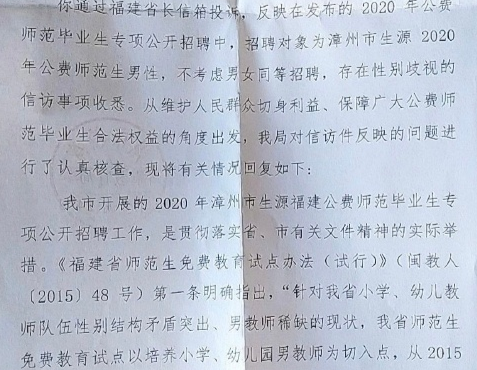 你通过福建省长信箱投诉，反映在发布的 2020 年公费
师范毕业生专项公开招聘中，招聘对象为漳州市生源 2020
年公费师范生男性，不考虑男女同等招聘，存在性别歧视的
信访事项收悉。从维护人民群众切身利益、保障广大公费师
范毕业生合法权益的角度出发，我局对信访件反映的问题进
行了认真核查，现将有关情况回复如下：
我市开展的 2020 年漳州市生源福建公费师范毕业生专
项公开招聘工作，是贯彻落实省、市有关文件精神的实际举
措。《福建省师范生免费教育试点办法（试行）》（闽教人
〔2015〕48 号）第一条明确指出，“针对我省小学、幼儿教
师队伍性别结构矛盾突出、男教师稀缺的现状，我省师范生
免费教育试点以培养小学、幼儿园男教师为切入点，从 2015